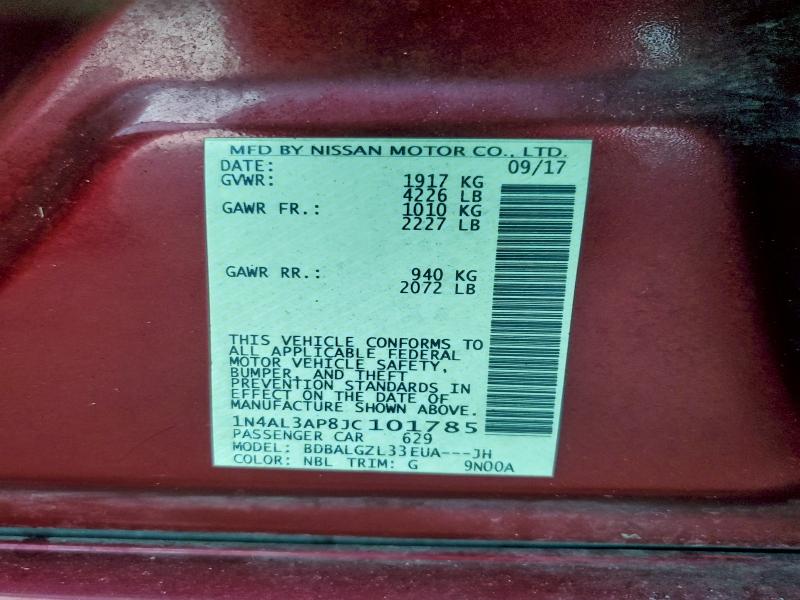 MFD BY NISSAN MOTOR CO., LTD.
DATE: 09/17
GVWR: 1917 KG
4226 LB
GAWR FR.: 1010 KG
2227 LB
GAWR RR.: 940 KG
2072 LB
THIS VEHICLE CONFORMS TO
ALL APPLICABLE FEDERAL
MOTOR VEHICLE SAFETY,
BUMPER, AND THEFT
PREVENTION STANDARDS IN
EFFECT ON THE DATE OF
MANUFACTURE SHOWN ABOVE.
1N4AL3AP8JC101785
PASSENGER CAR 629
MODEL: BDBALGZL33EUA---JH
COLOR: NBL TRIM: G 9N00A